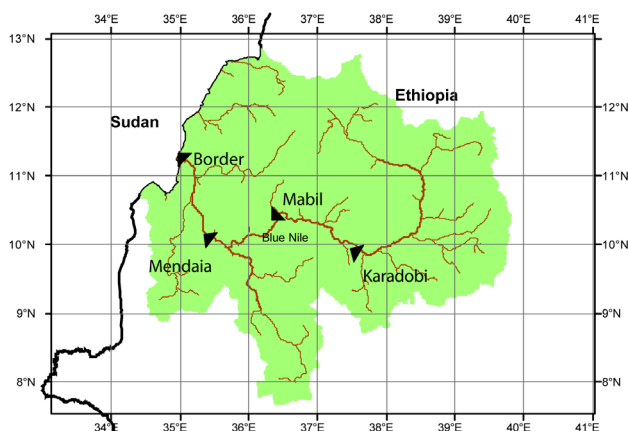 34°E 35°E 36°E 37°E 38°E 39°E 40°E 41°E
13°N 13°N
Ethiopia
12°N 12°N
Sudan
Border
11°N 11°N
Mabil
Blue Nile
10°N 10°N
Mendaia
Karadobi
9°N 9°N
8°N 8°N
34°E 35°E 36°E 37°E 38°E 39°E 40°E 41°E